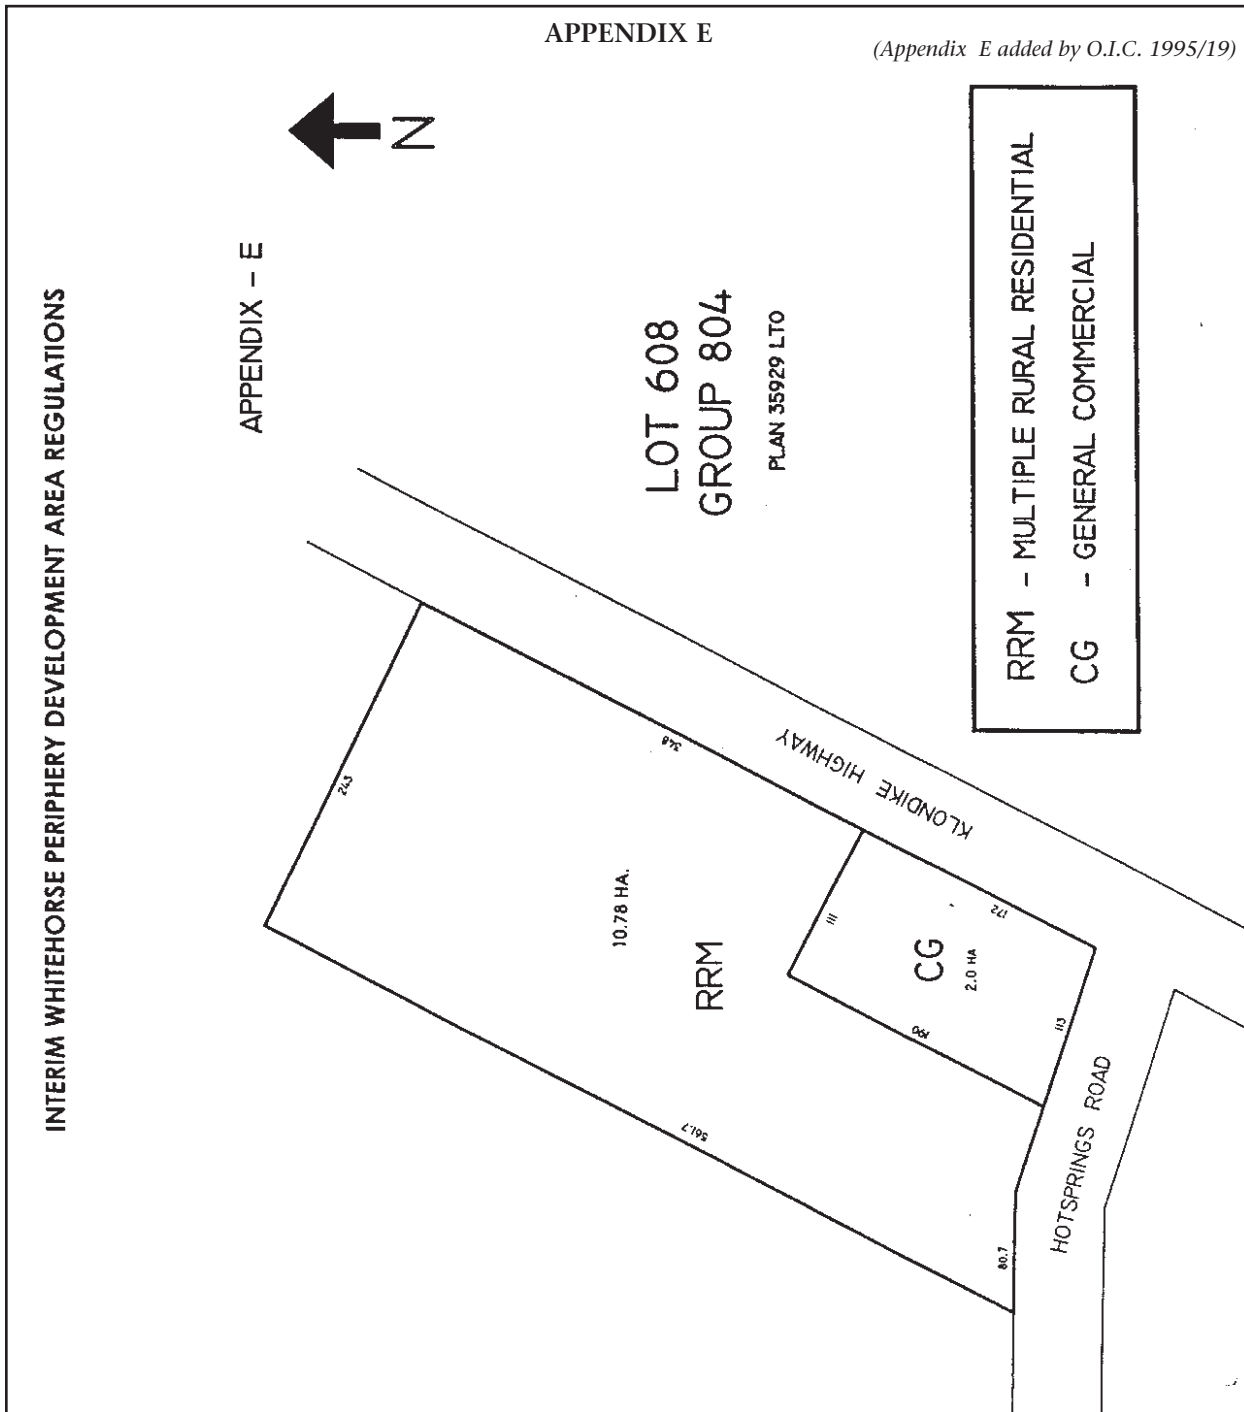 APPENDIX E
(Appendix E added by O.I.C. 1995/19)
INTERIM WHITEHORSE PERIPHERY DEVELOPMENT AREA REGULATIONS
APPENDIX - E
N
LOT 608
GROUP 804
PLAN 35929 LTO
RRM - MULTIPLE RURAL RESIDENTIAL
CG - GENERAL COMMERCIAL
243
348
KLONDIKE HIGHWAY
10.78 HA.
RRM
111
172
CG
2.0 HA
190
113
561.7
80.7
HOTSPRINGS ROAD